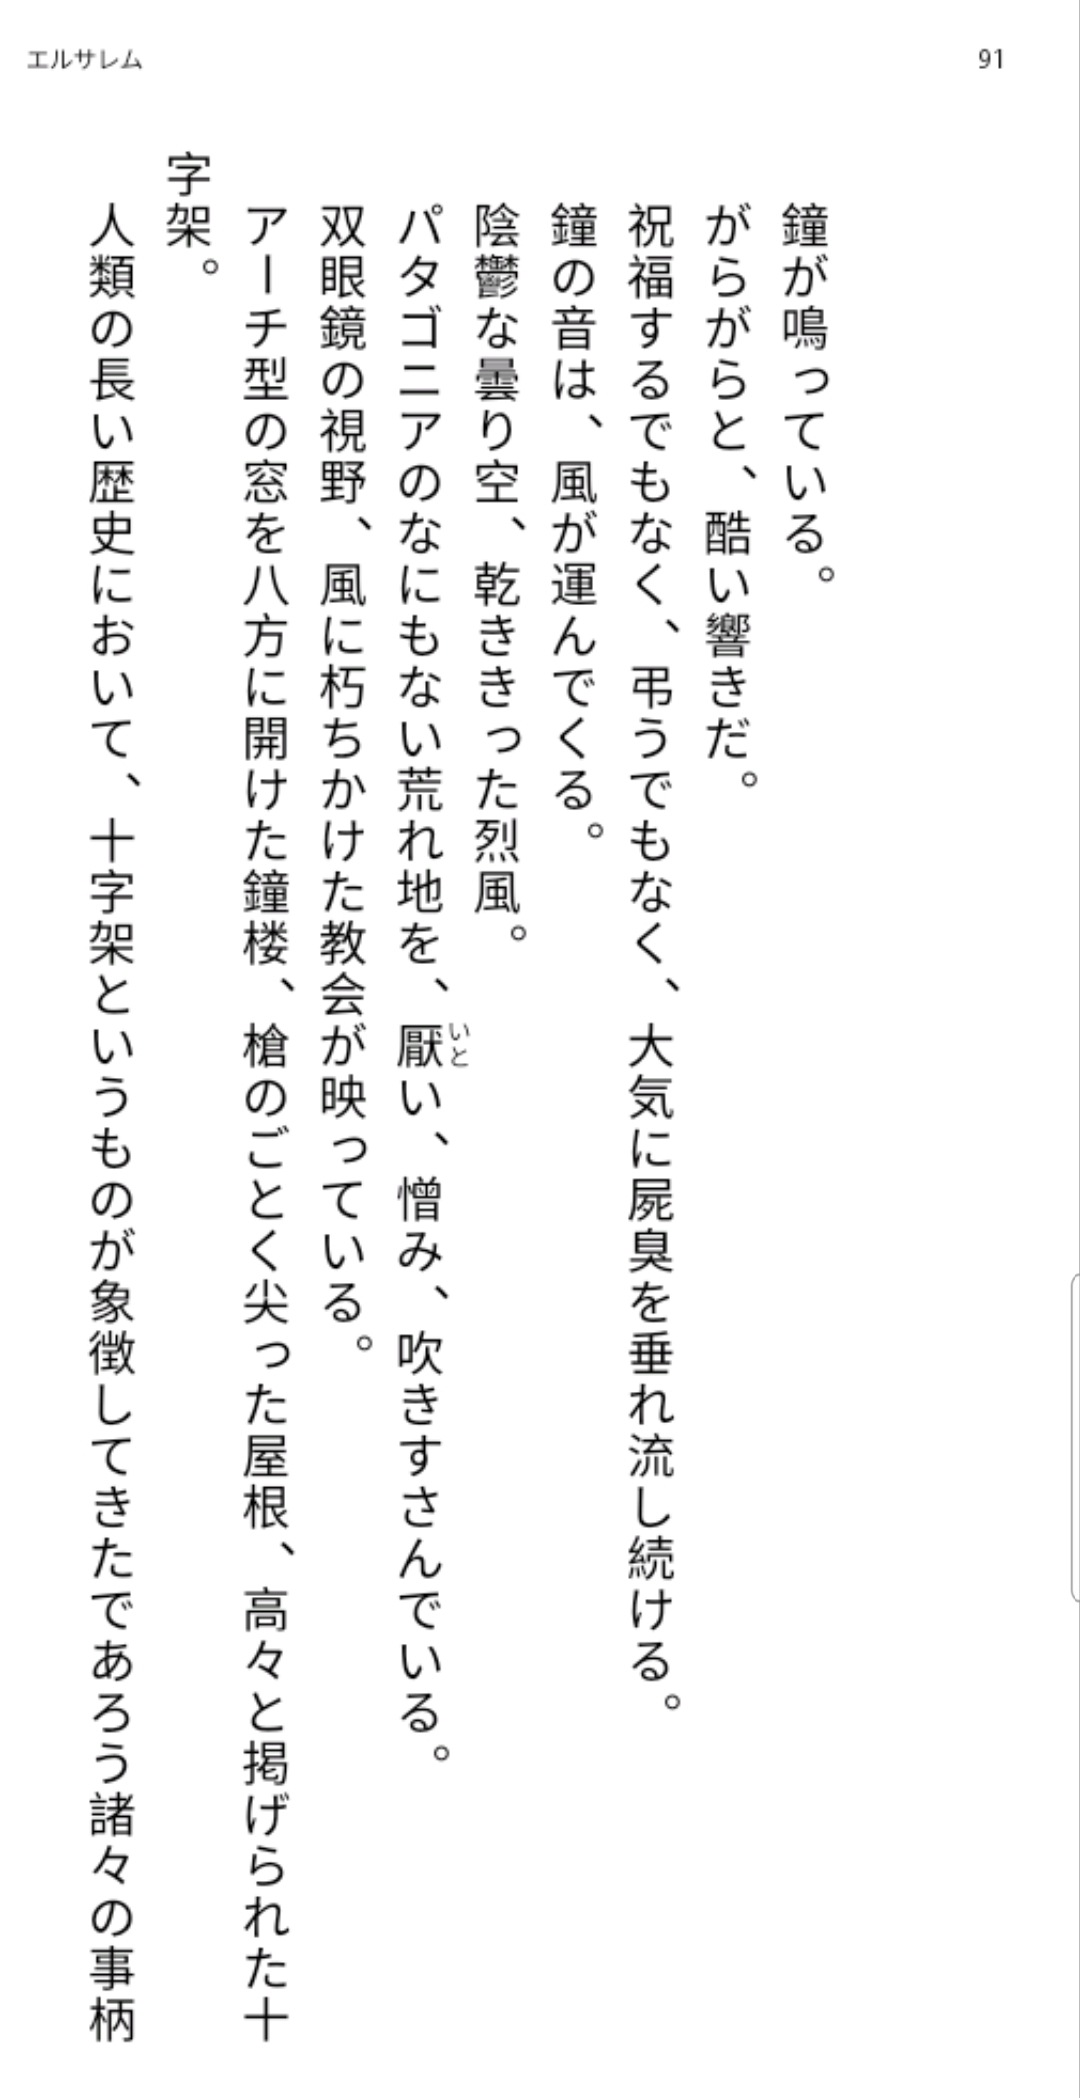 エルサレム
91
鐘が鳴っている。
がらがらと、酷い響きだ。
祝福するでもなく、弔うでもなく、大気に屍臭を垂れ流し続ける。
鐘の音は、風が運んでくる。
陰鬱な曇り空、乾ききった烈風。
パタゴニアのなにもない荒れ地を、厭い、憎み、吹きすさんでいる。
いと
双眼鏡の視野、風に朽ちかけた教会が映っている。
アーチ型の窓を八方に開けた鐘楼、槍のごとく尖った屋根、高々と掲げられた十
字架。
人類の長い歴史において、十字架というものが象徴してきたであろう諸々の事柄